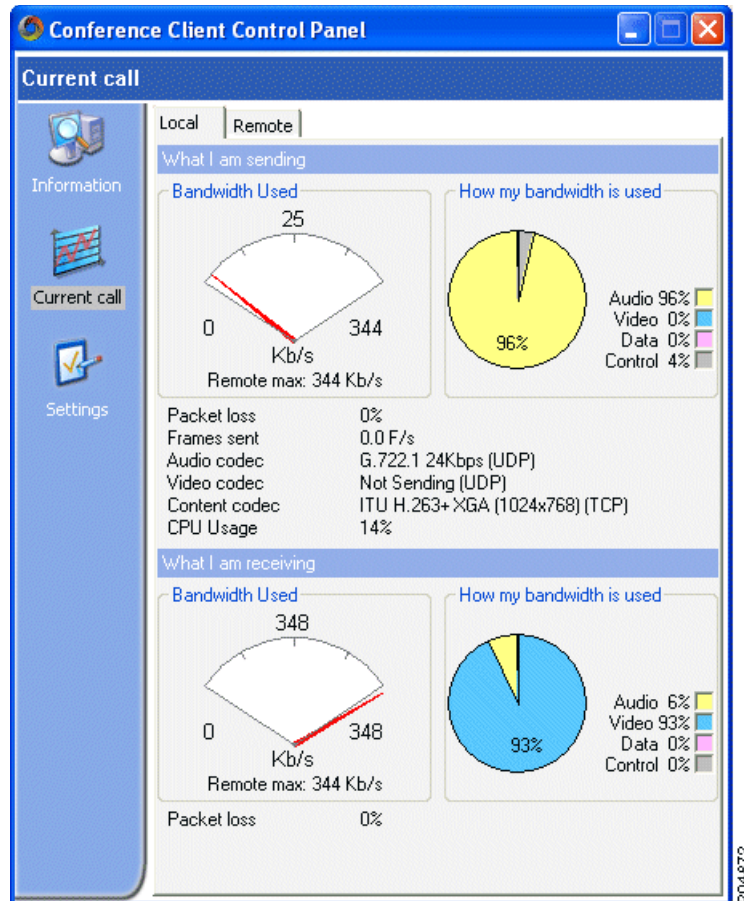 Conference Client Control Panel
Current call
Information
Current call
Settings
Local
Remote
What I am sending
Bandwidth Used
25
0
344
Kb/s
Remote max: 344 Kb/s
How my bandwidth is used
96%
Audio 96%
Video 0%
Data 0%
Control 4%
Packet loss 0%
Frames sent 0.0 F/s
Audio codec G.722.1 24Kbps (UDP)
Video codec Not Sending (UDP)
Content codec ITU H.263+ XGA (1024x768) (TCP)
CPU Usage 14%
What I am receiving
Bandwidth Used
348
0
348
Kb/s
Remote max: 344 Kb/s
How my bandwidth is used
93%
Audio 6%
Video 93%
Data 0%
Control 0%
Packet loss 0%